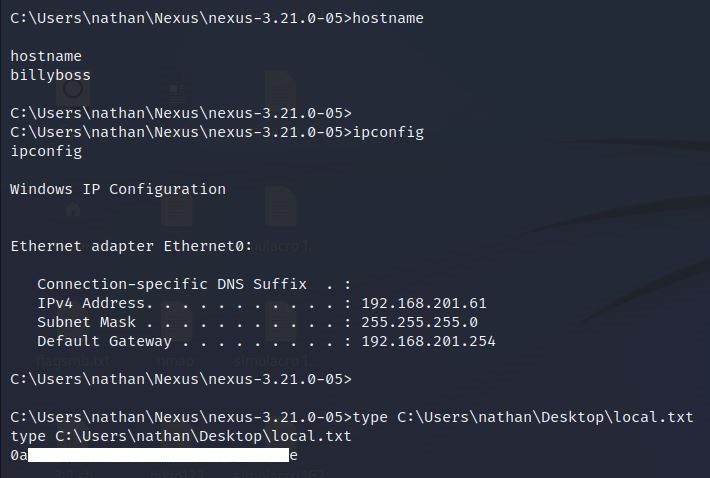 C:\Users\nathan\Nexus\nexus-3.21.0-05>hostname
hostname
billyboss
C:\Users\nathan\Nexus\nexus-3.21.0-05>
C:\Users\nathan\Nexus\nexus-3.21.0-05>ipconfig
ipconfig
Windows IP Configuration
Ethernet adapter Ethernet0:
Connection-specific DNS Suffix . :
IPv4 Address. . . . . . . . . . . : 192.168.201.61
Subnet Mask . . . . . . . . . . . : 255.255.255.0
Default Gateway . . . . . . . . . : 192.168.201.254
C:\Users\nathan\Nexus\nexus-3.21.0-05>
C:\Users\nathan\Nexus\nexus-3.21.0-05>type C:\Users\nathan\Desktop\local.txt
type C:\Users\nathan\Desktop\local.txt
0a e